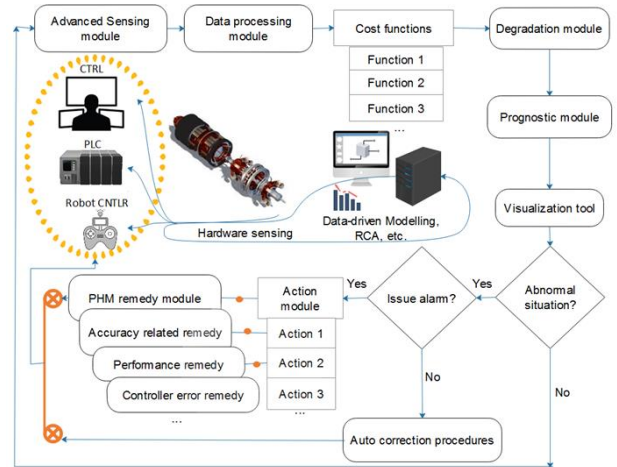 Advanced Sensing
module
Data processing
module
Cost functions
Degradation module
Function 1
Function 2
Function 3
...
CTRL
PLC
Robot CNTLR
Prognostic module
Data-driven Modelling,
RCA, etc.
Hardware sensing
Visualization tool
Abnormal
situation?
Yes
Issue alarm?
Yes
Action
module
PHM remedy module
Accuracy related remedy
Action 1
Performance remedy
Action 2
Controller error remedy
Action 3
...
...
No
No
Auto correction procedures